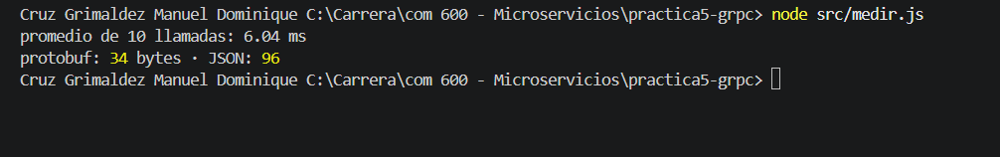 Cruz Grimaldez Manuel Dominique C:\Carrera\com 600 - Microservicios\practica5-grpc> node src/medir.js
promedio de 10 llamadas: 6.04 ms
protobuf: 34 bytes · JSON: 96
Cruz Grimaldez Manuel Dominique C:\Carrera\com 600 - Microservicios\practica5-grpc>